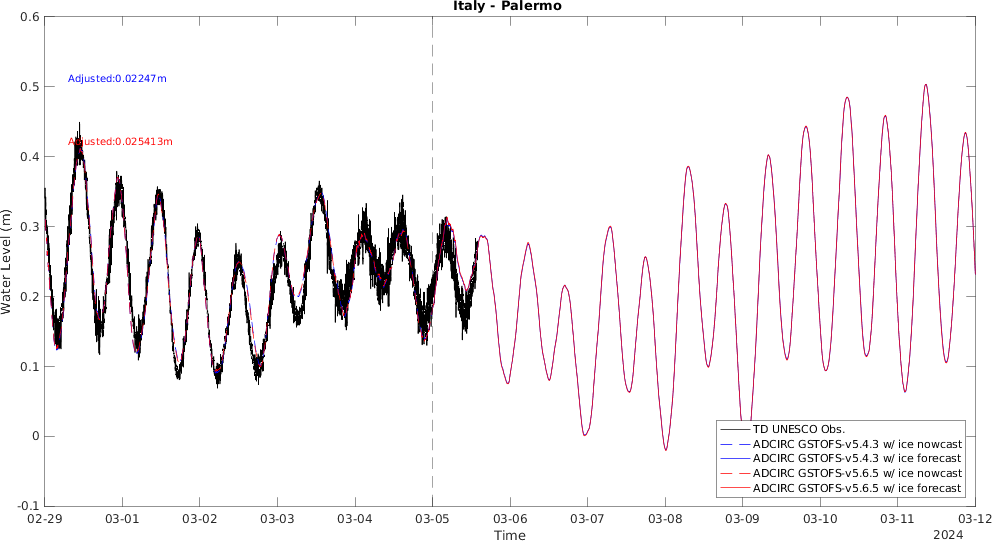 Italy - Palermo
0.6
0.5
0.4
0.3
0.2
0.1
0
-0.1
Water Level (m)
Adjusted:0.02247m
Adjusted:0.025413m
TD UNESCO Obs.
ADCIRC GSTOFS-v5.4.3 w/ ice nowcast
ADCIRC GSTOFS-v5.4.3 w/ ice forecast
ADCIRC GSTOFS-v5.6.5 w/ ice nowcast
ADCIRC GSTOFS-v5.6.5 w/ ice forecast
02-29 03-01 03-02 03-03 03-04 03-05 03-06 03-07 03-08 03-09 03-10 03-11 03-12
Time
2024